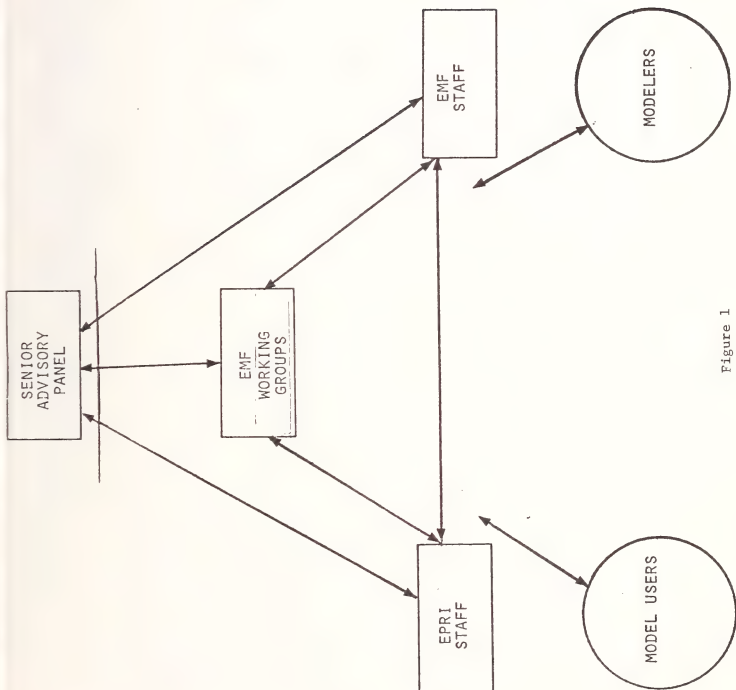 SENIOR
ADVISORY
PANEL
EMF
WORKING
GROUPS
EPRI
STAFF
EMF
STAFF
MODEL USERS
MODELERS
Figure 1